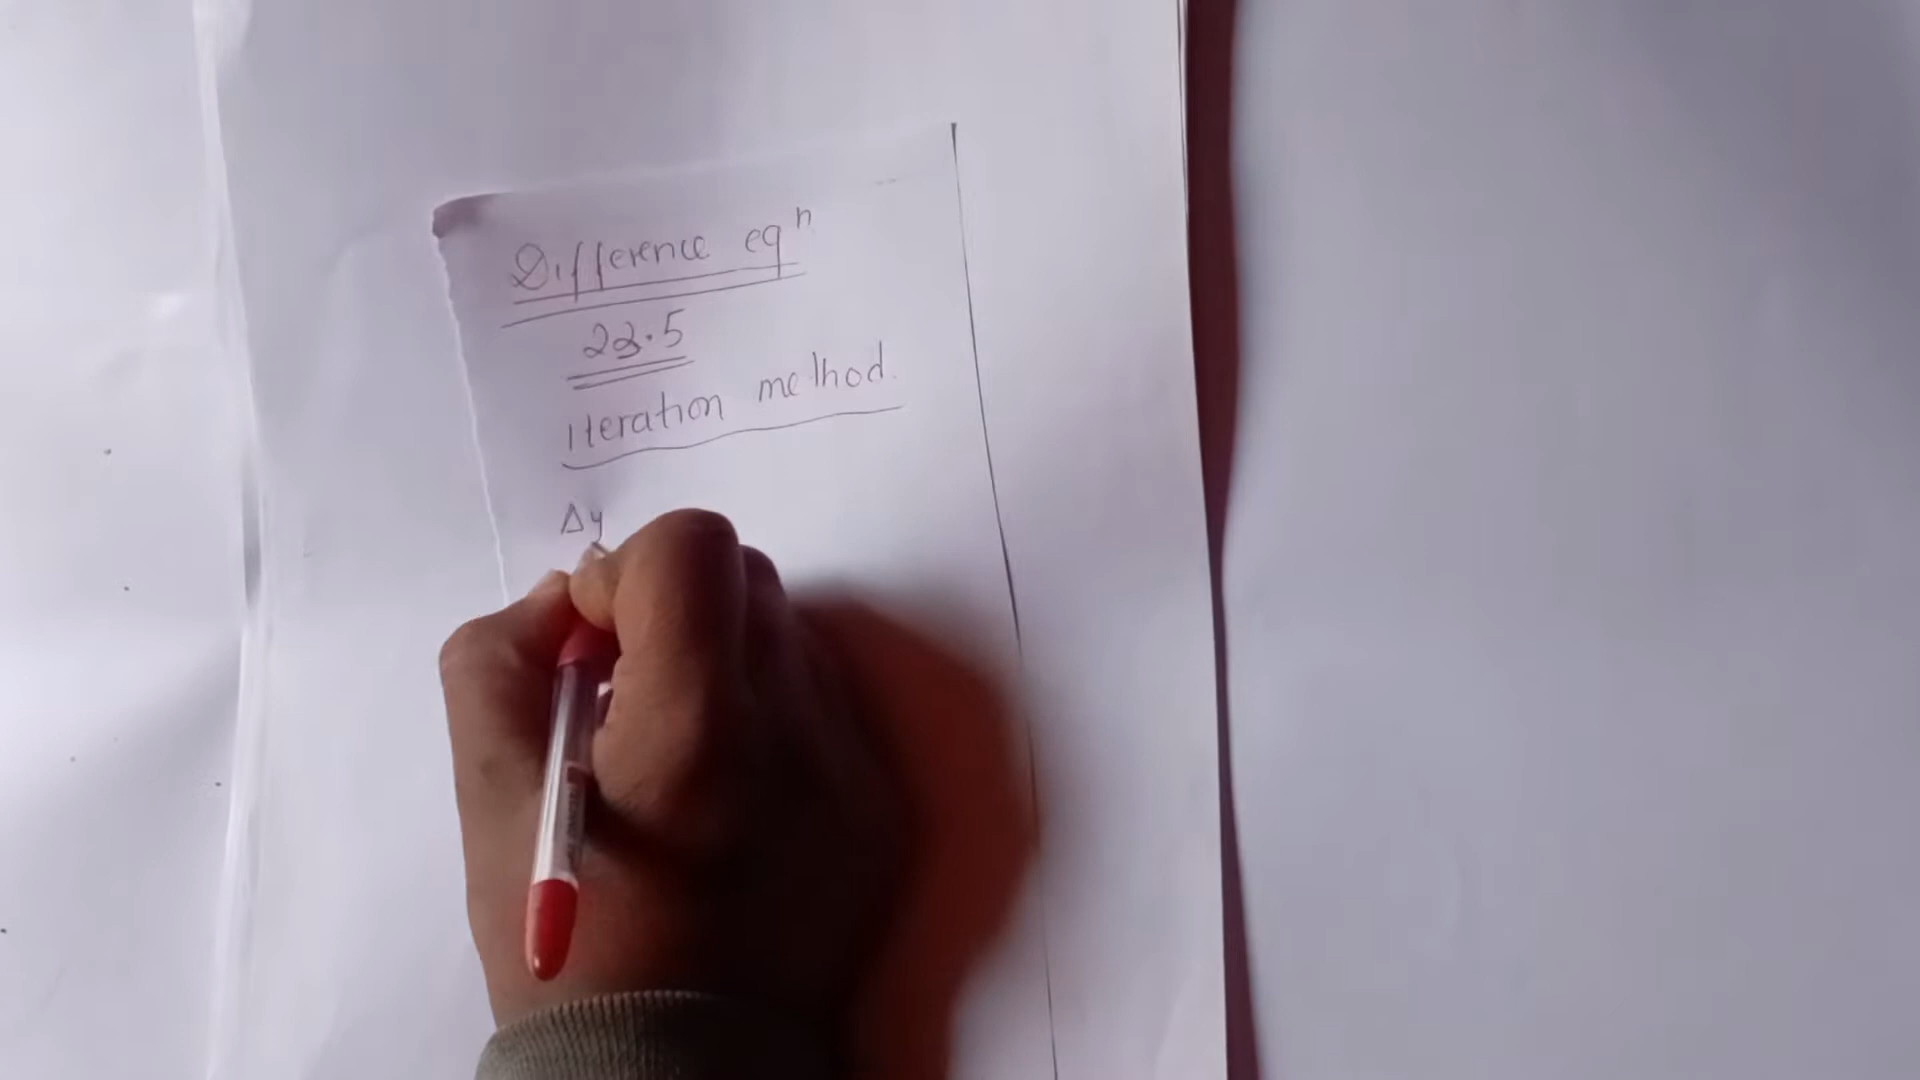 Difference eqⁿ
22.5
iteration method.
Δy